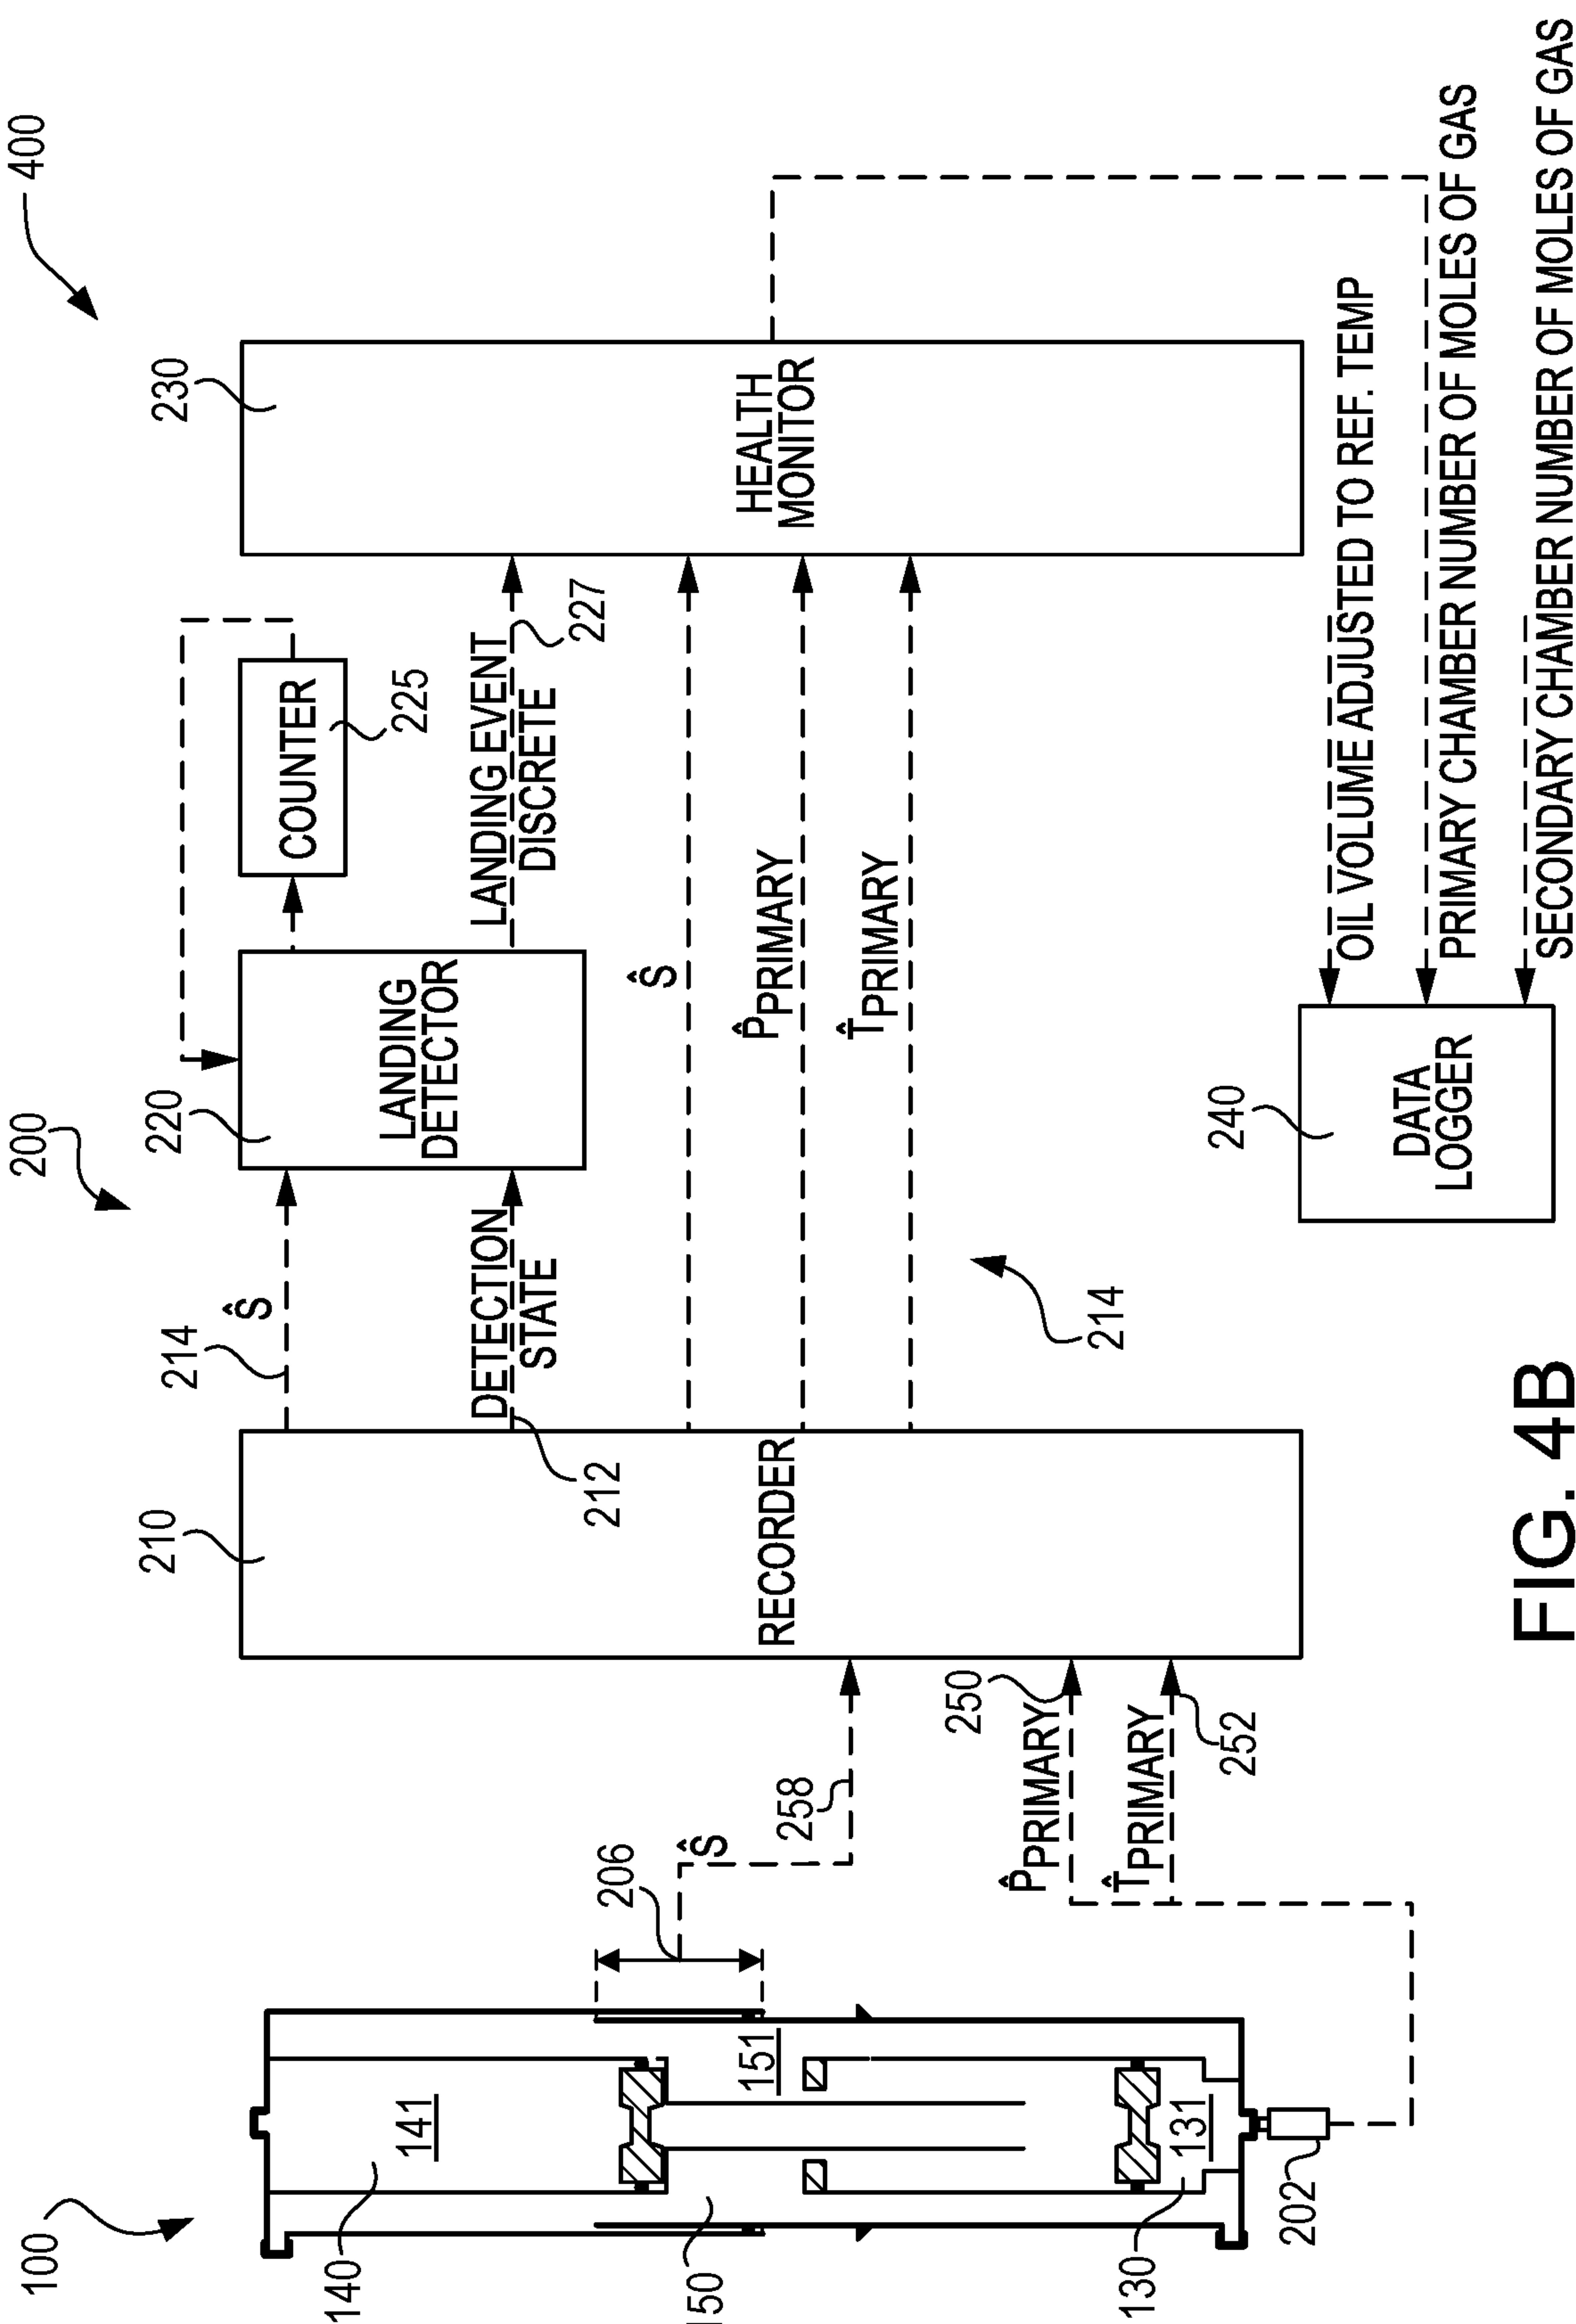 100
200
400
210
214
220
230
Ŝ
COUNTER
225
140
141
LANDING
DETECTOR
DETECTION
STATE
212
LANDING EVENT
DISCRETE
227
206
Ŝ
Ŝ
150
151
258
RECORDER
P̂PRIMARY
T̂PRIMARY
HEALTH
MONITOR
250
P̂PRIMARY
T̂PRIMARY
252
214
130
131
202
240
DATA
LOGGER
OIL VOLUME ADJUSTED TO REF. TEMP
PRIMARY CHAMBER NUMBER OF MOLES OF GAS
SECONDARY CHAMBER NUMBER OF MOLES OF GAS
FIG. 4B